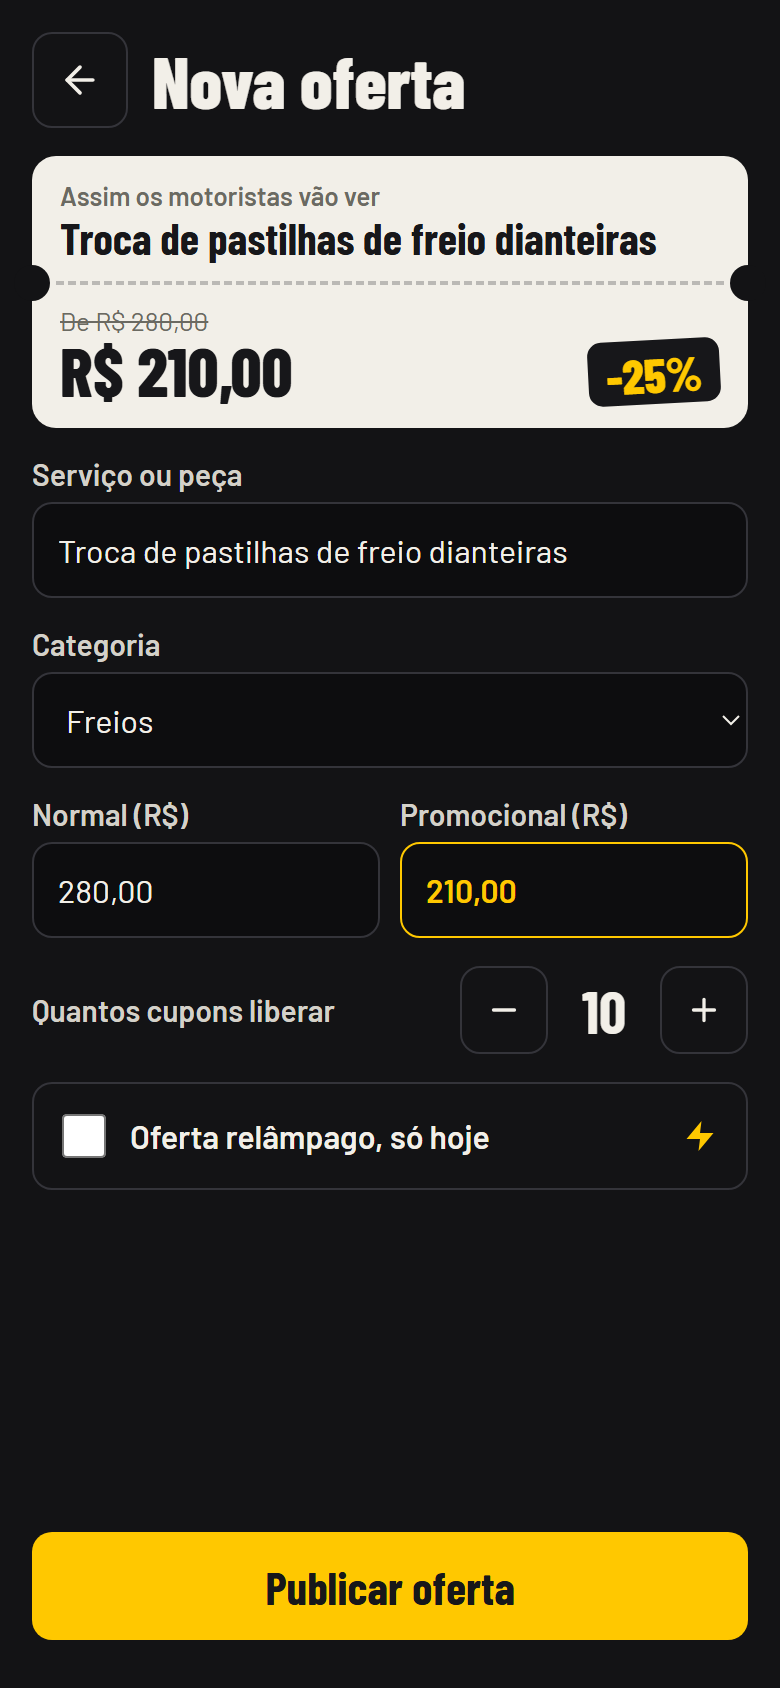 Nova oferta
Assim os motoristas vão ver
Troca de pastilhas de freio dianteiras
De R$ 280,00
R$ 210,00
-25%
Serviço ou peça
Troca de pastilhas de freio dianteiras
Categoria
Freios
Normal (R$)
Promocional (R$)
280,00
210,00
Quantos cupons liberar
10
Oferta relâmpago, só hoje
Publicar oferta